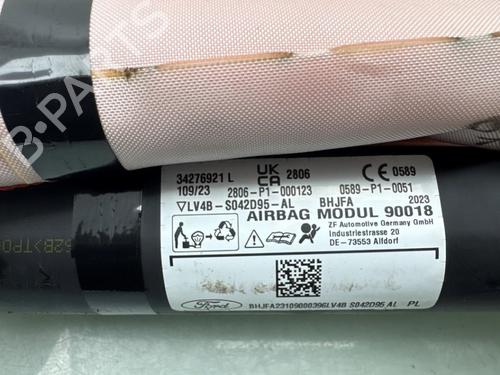 B-PARTS
34276921 L
UK CA 2806
CE 0589
109/23 2806-P1-000123 0589-P1-0051
▽LV4B-S042D95-AL BHJFA 2023
AIRBAG MODUL 90018
ZF Automotive Germany GmbH
Industriestrasse 20
DE-73553 Alfdorf
Ford
BHJFA23109000396LV4B S042D95 AL PL